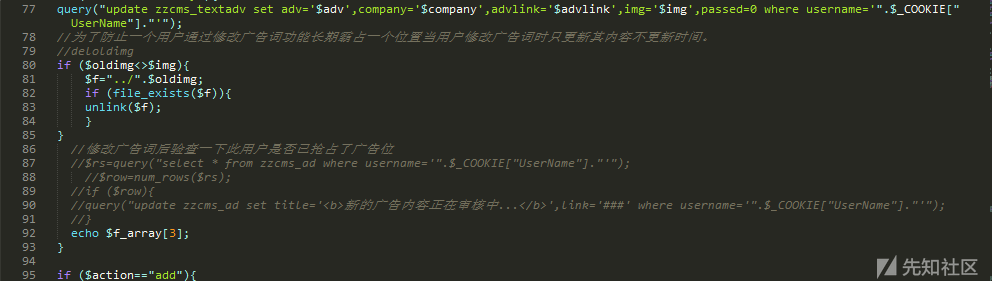 77 query("update zzcms_textadv set adv='$adv',company='$company',advlink='$advlink',img='$img',passed=0 where username='".$_COOKIE["
UserName"]."'");
78 //为了防止一个用户通过修改广告词功能长期霸占一个位置当用户修改广告词时只更新其内容不更新时间。
79 //deloldimg
80 if ($oldimg<>$img){
81 $f="../".$oldimg;
82 if (file_exists($f)){
83 unlink($f);
84 }
85 }
86 //修改广告词后验查一下此用户是否已抢占了广告位
87 //$rs=query("select * from zzcms_ad where username='".$_COOKIE["UserName"]."'");
88 //$row=num_rows($rs);
89 //if ($row){
90 //query("update zzcms_ad set title='<b>新的广告内容正在审核中...</b>',link='###' where username='".$_COOKIE["UserName"]."'");
91 //}
92 echo $f_array[3];
93 }
94
95 if ($action=="add"){
先知社区